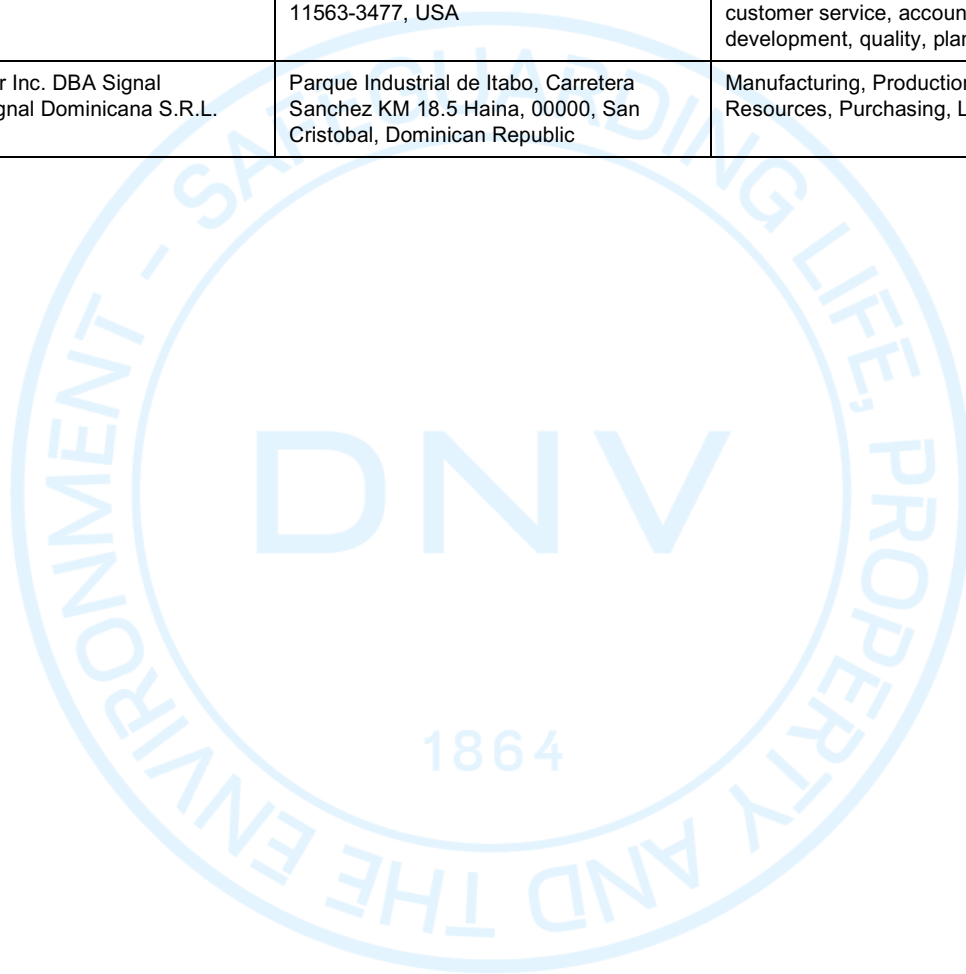 11563-3477, USA
customer service, accoun
development, quality, plan
r Inc. DBA Signal
gnal Dominicana S.R.L.
Parque Industrial de Itabo, Carretera
Sanchez KM 18.5 Haina, 00000, San
Cristobal, Dominican Republic
Manufacturing, Production
Resources, Purchasing, L
SAFEGUARDING LIFE, PROPERTY AND THE ENVIRONMENT -
DNV
1864